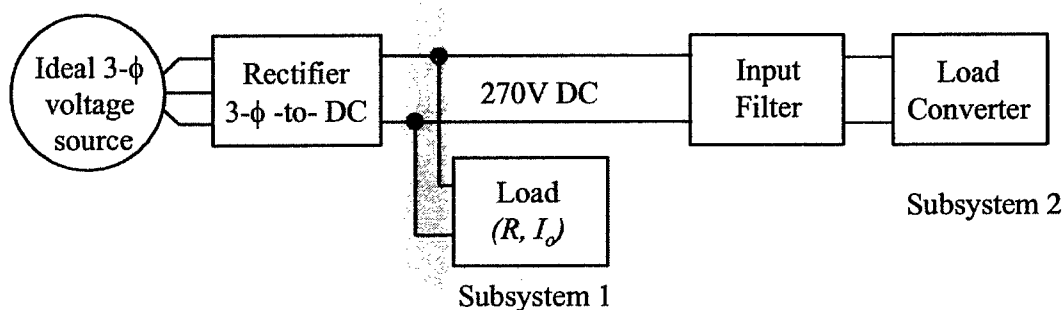 Ideal 3-ϕ
voltage
source
Rectifier
3-ϕ -to- DC
270V DC
Input
Filter
Load
Converter
Load
(R, Iₒ)
Subsystem 2
Subsystem 1